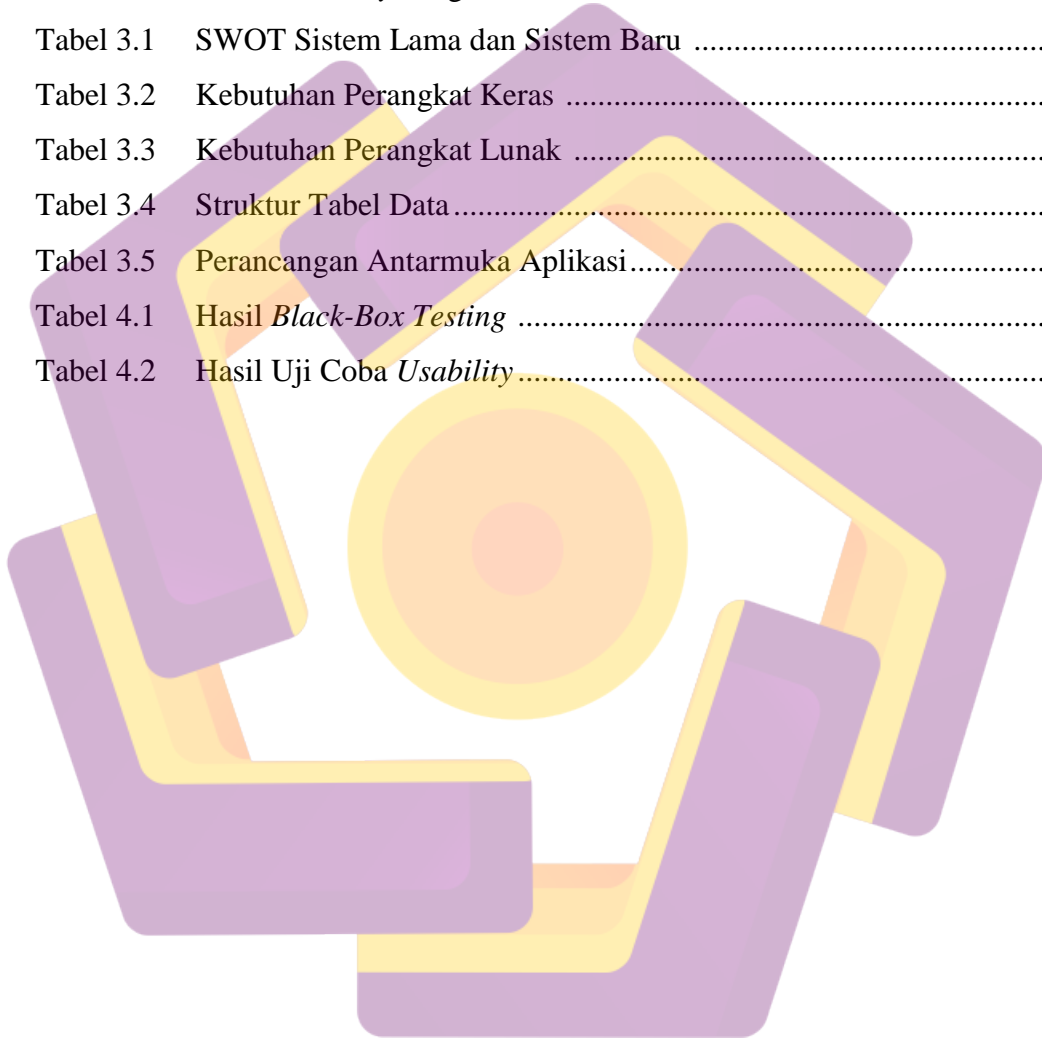 Tabel 3.1 SWOT Sistem Lama dan Sistem Baru ..........................................
Tabel 3.2 Kebutuhan Perangkat Keras ..........................................................
Tabel 3.3 Kebutuhan Perangkat Lunak .........................................................
Tabel 3.4 Struktur Tabel Data........................................................................
Tabel 3.5 Perancangan Antarmuka Aplikasi..................................................
Tabel 4.1 Hasil Black-Box Testing ................................................................
Tabel 4.2 Hasil Uji Coba Usability ................................................................